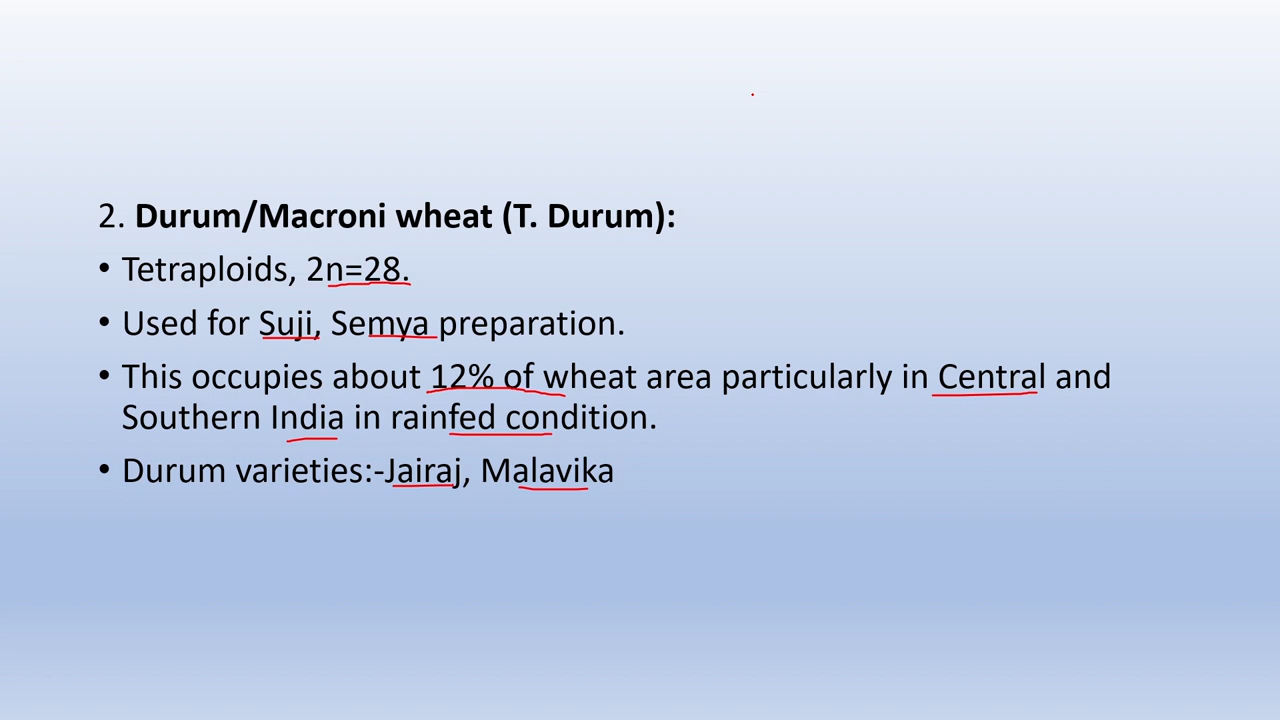 2. Durum/Macroni wheat (T. Durum):
• Tetraploids, 2n=28.
• Used for Suji, Semya preparation.
• This occupies about 12% of wheat area particularly in Central and
Southern India in rainfed condition.
• Durum varieties:-Jairaj, Malavika